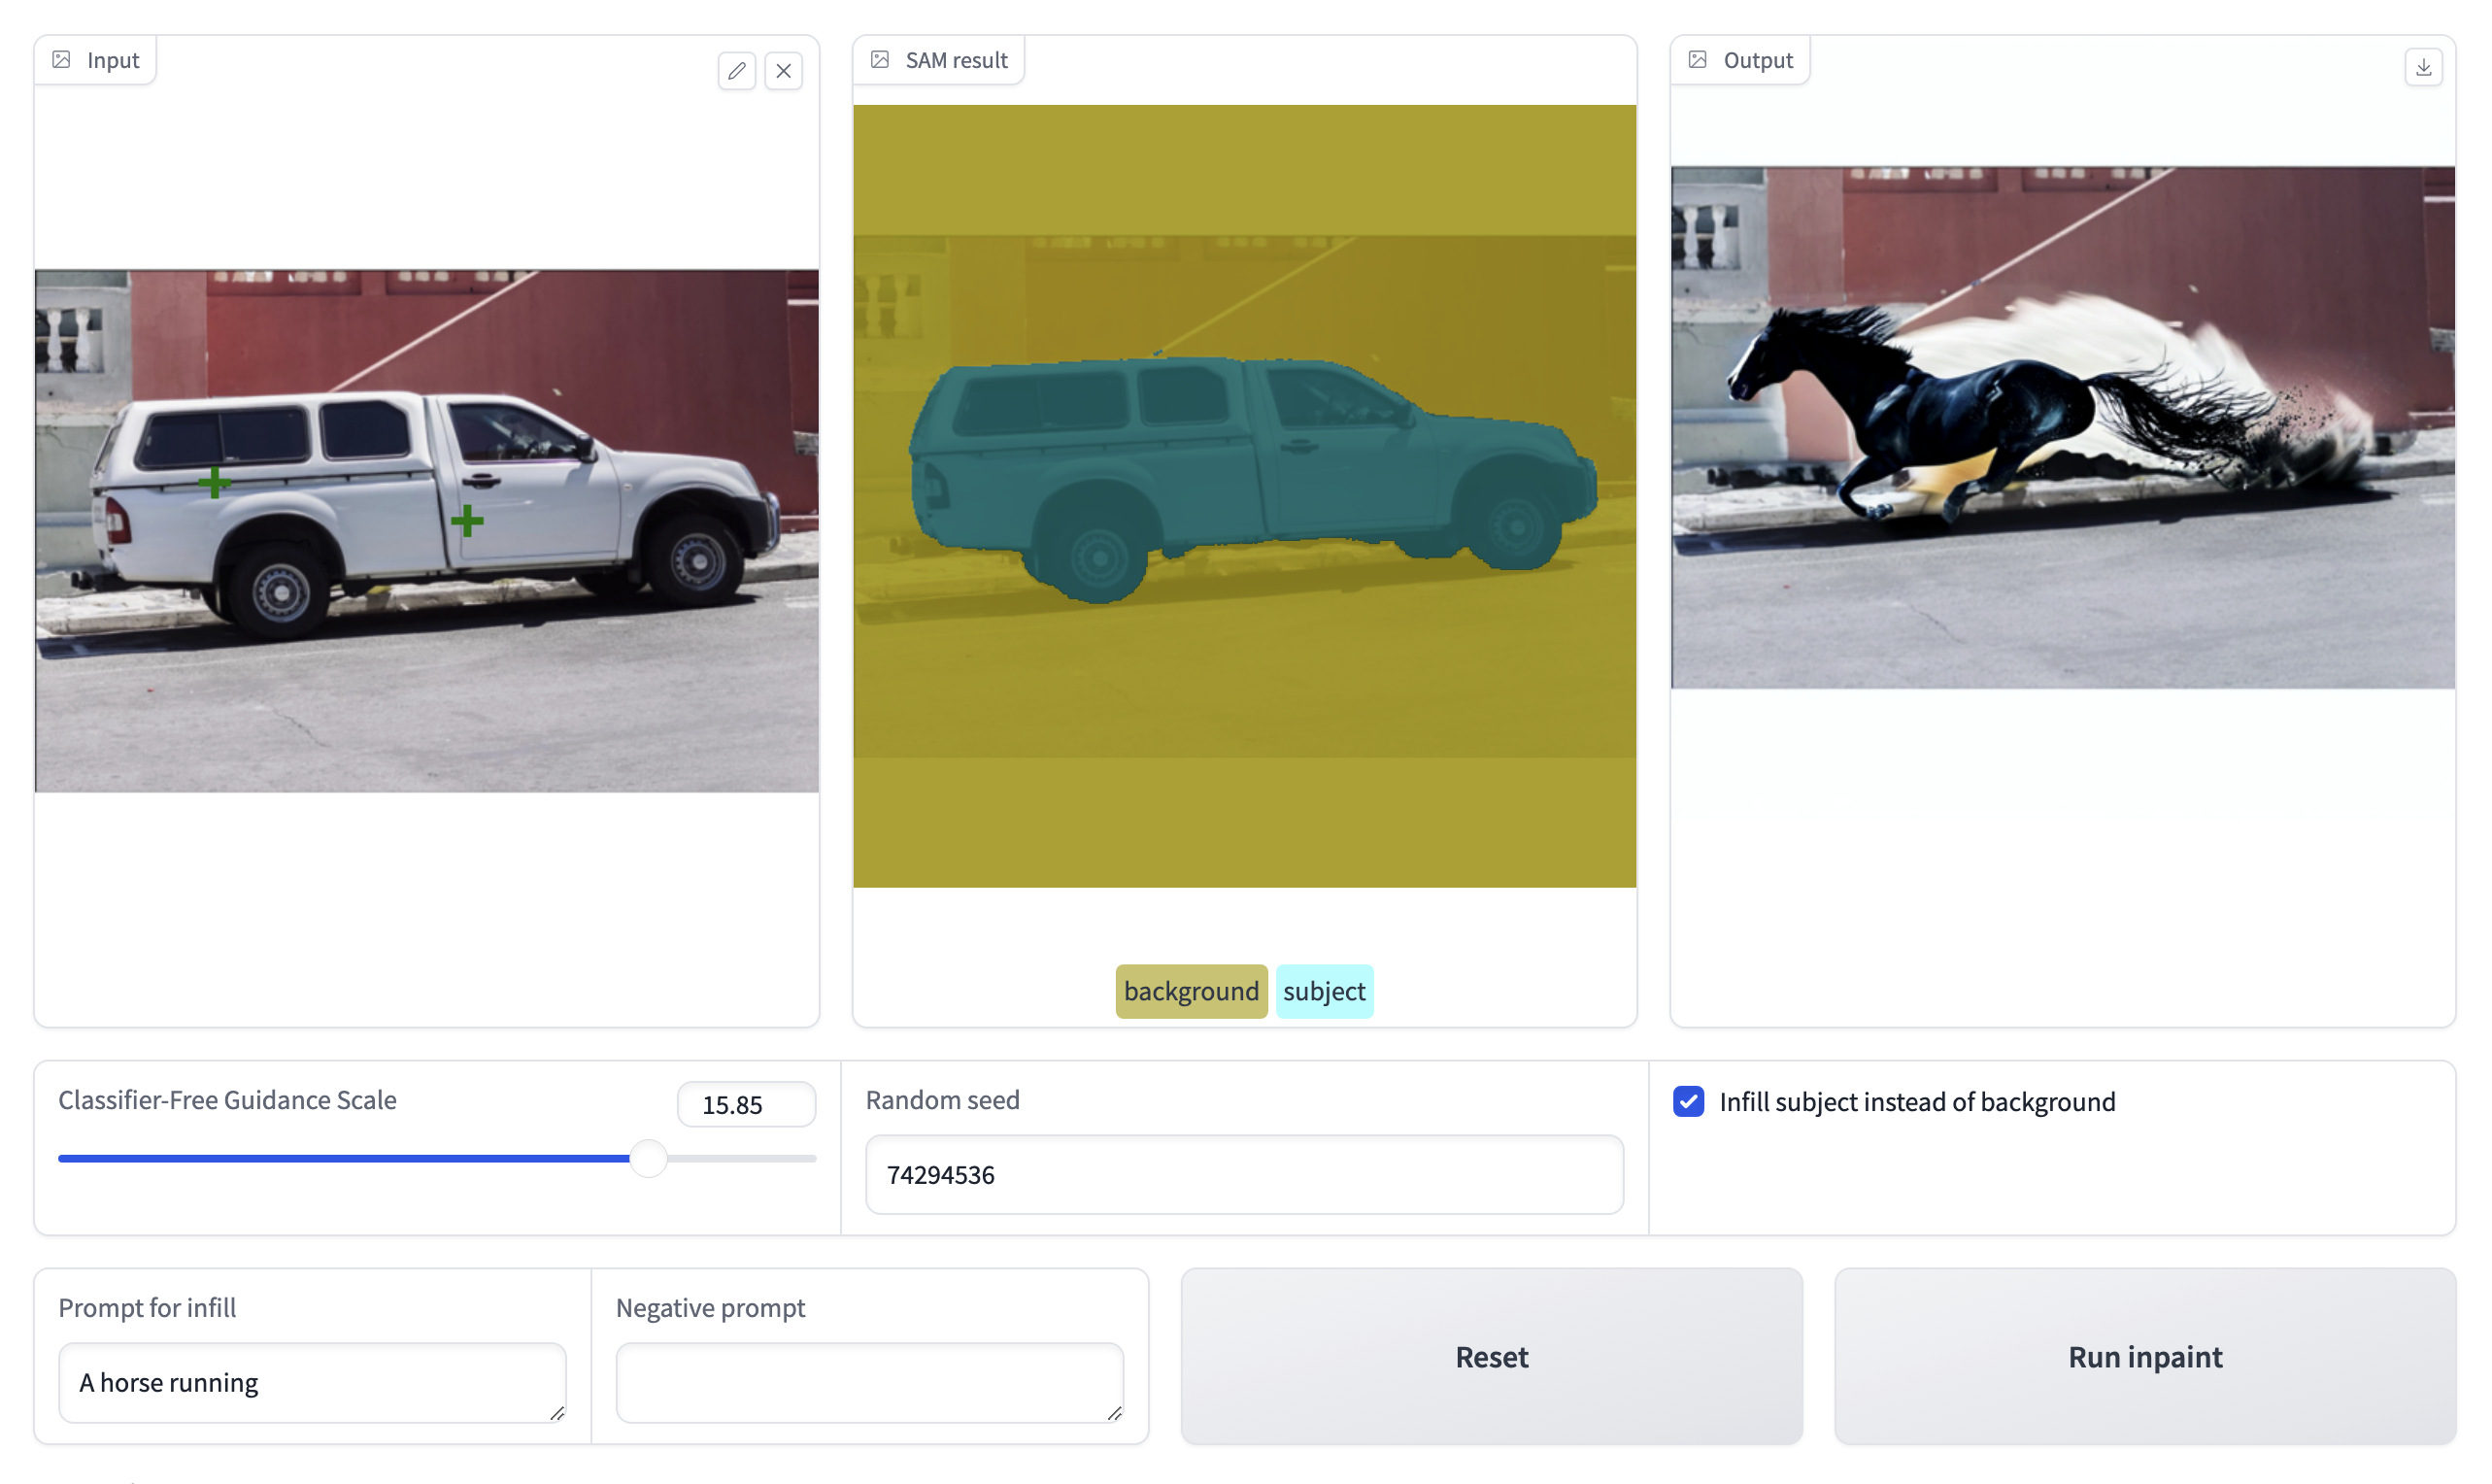 Input
SAM result
Output
background subject
Classifier-Free Guidance Scale
15.85
Random seed
74294536
Infill subject instead of background
Prompt for infill
A horse running
Negative prompt
Reset
Run inpaint